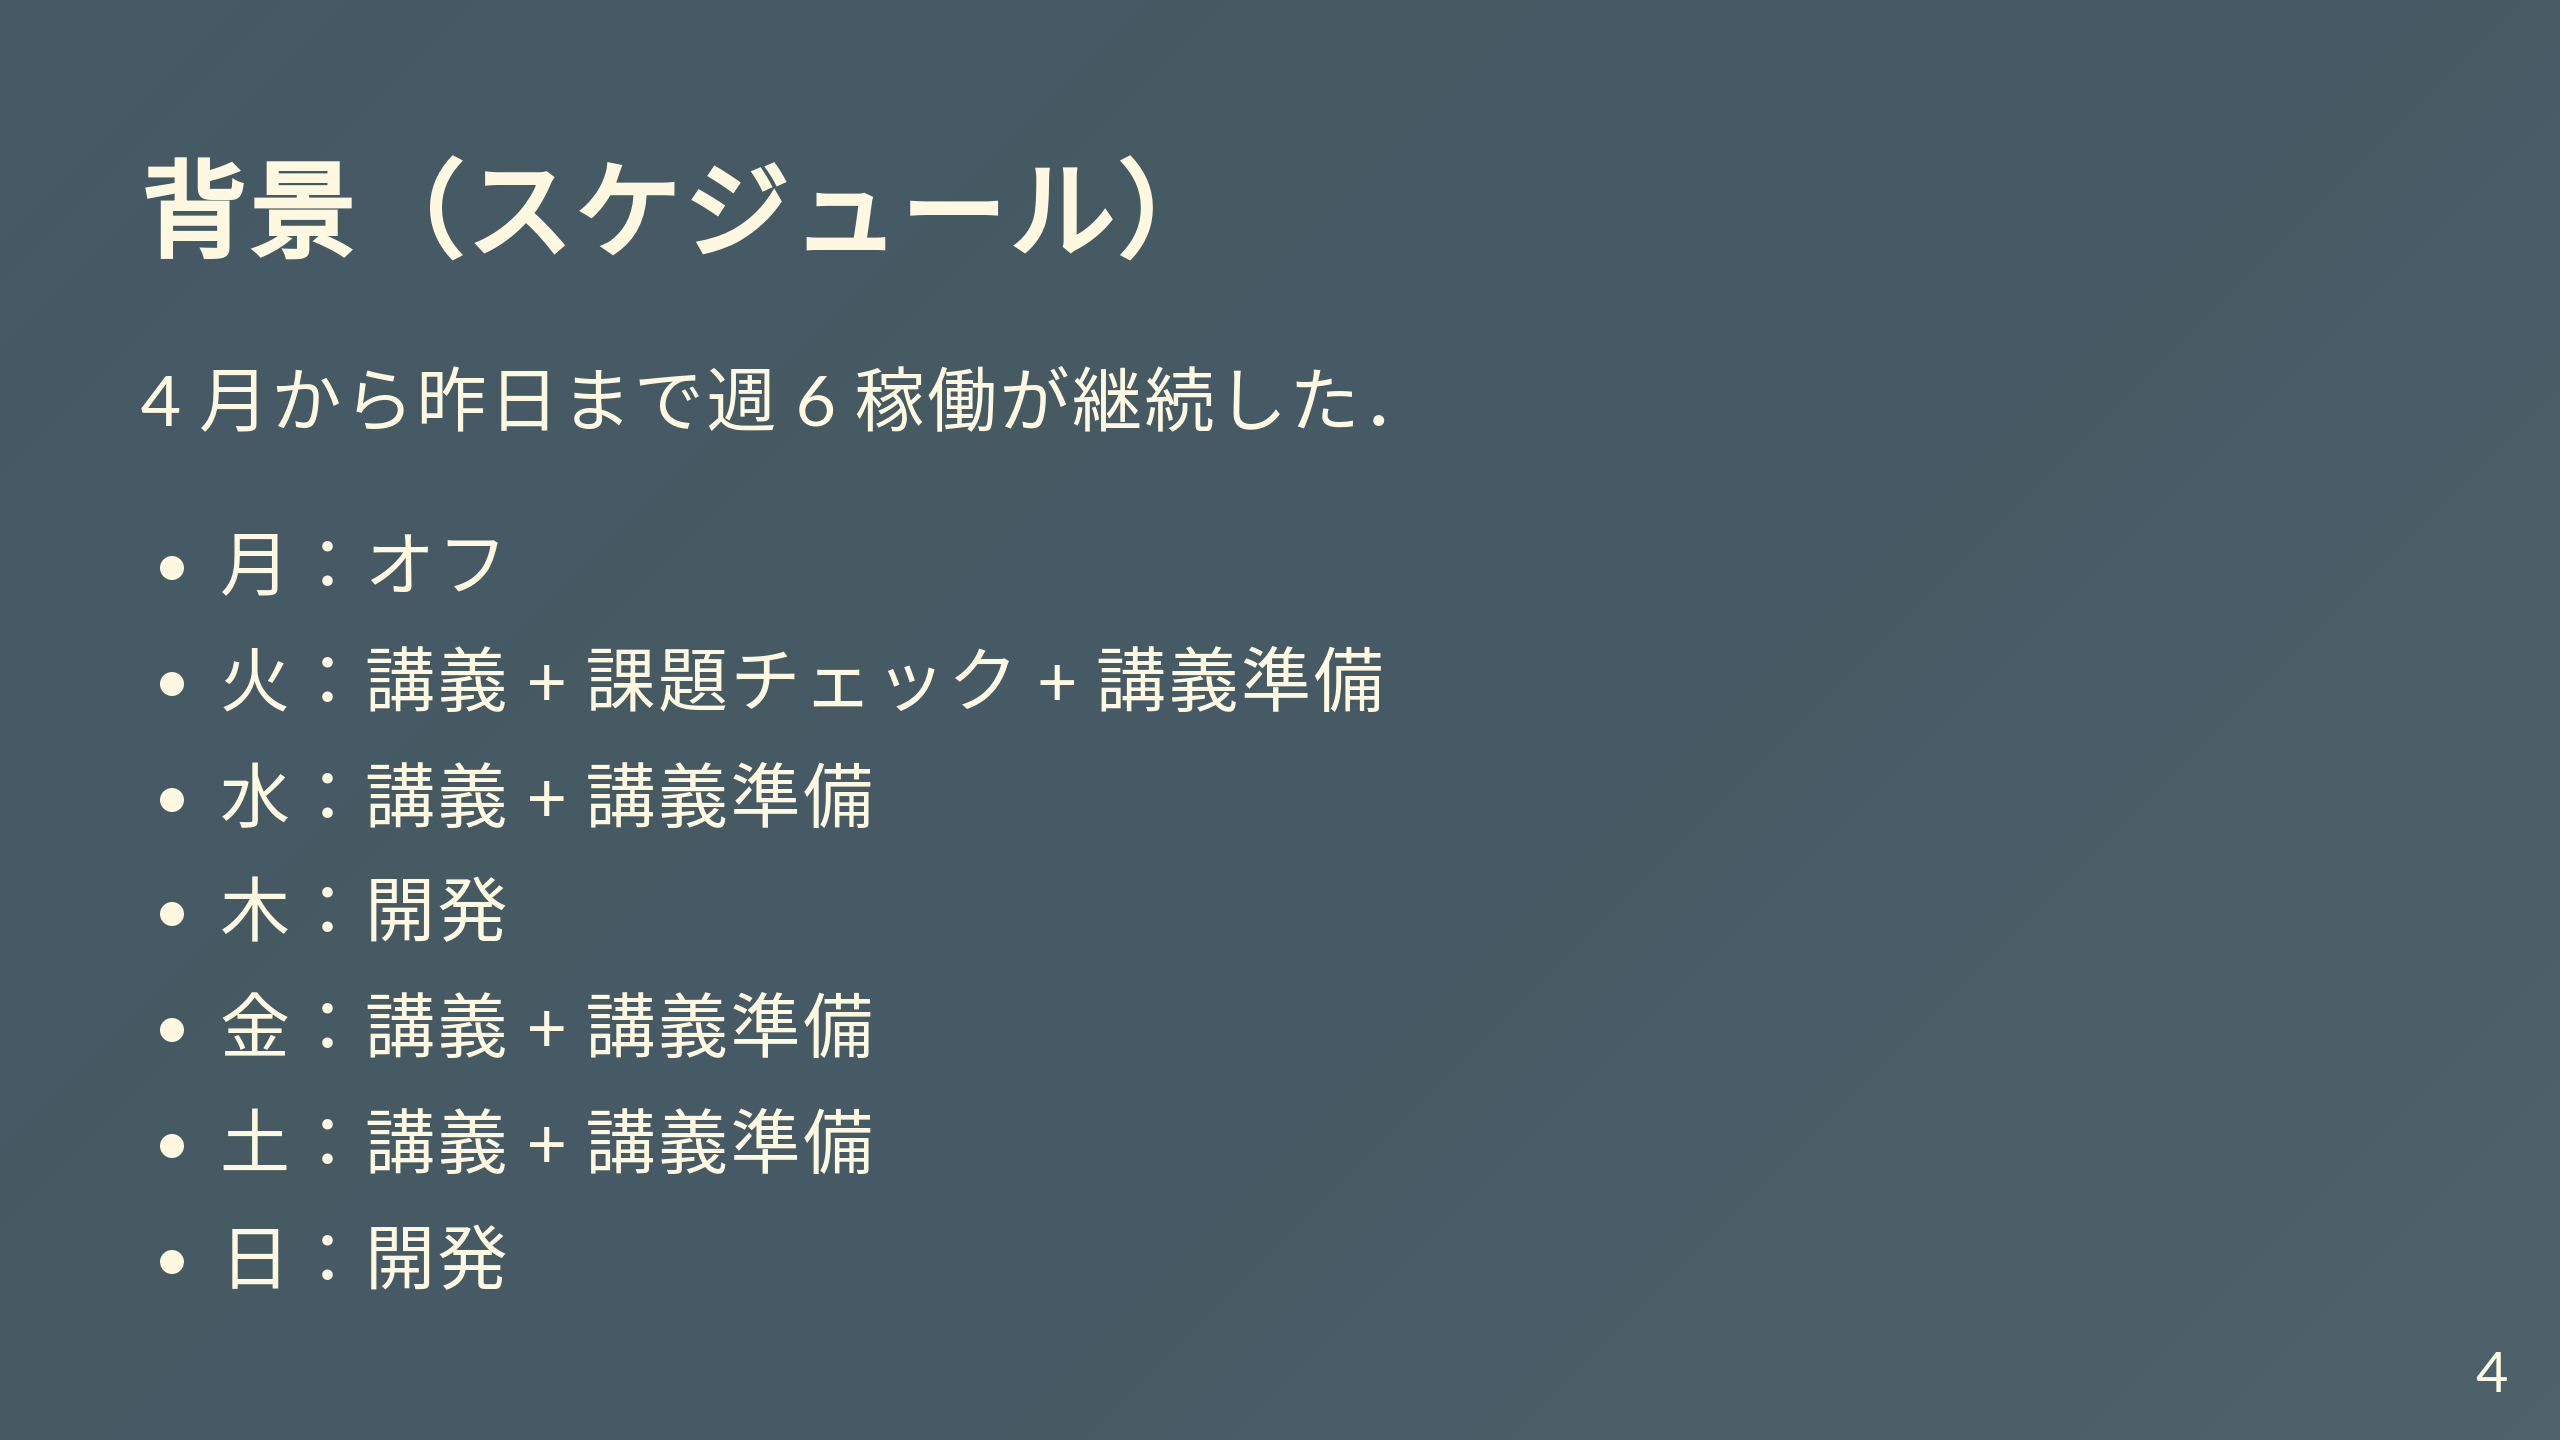 背景（スケジュール）
4 月から昨日まで週 6 稼働が継続した．
• 月：オフ
• 火：講義 + 課題チェック + 講義準備
• 水：講義 + 講義準備
• 木：開発
• 金：講義 + 講義準備
• 土：講義 + 講義準備
• 日：開発
4